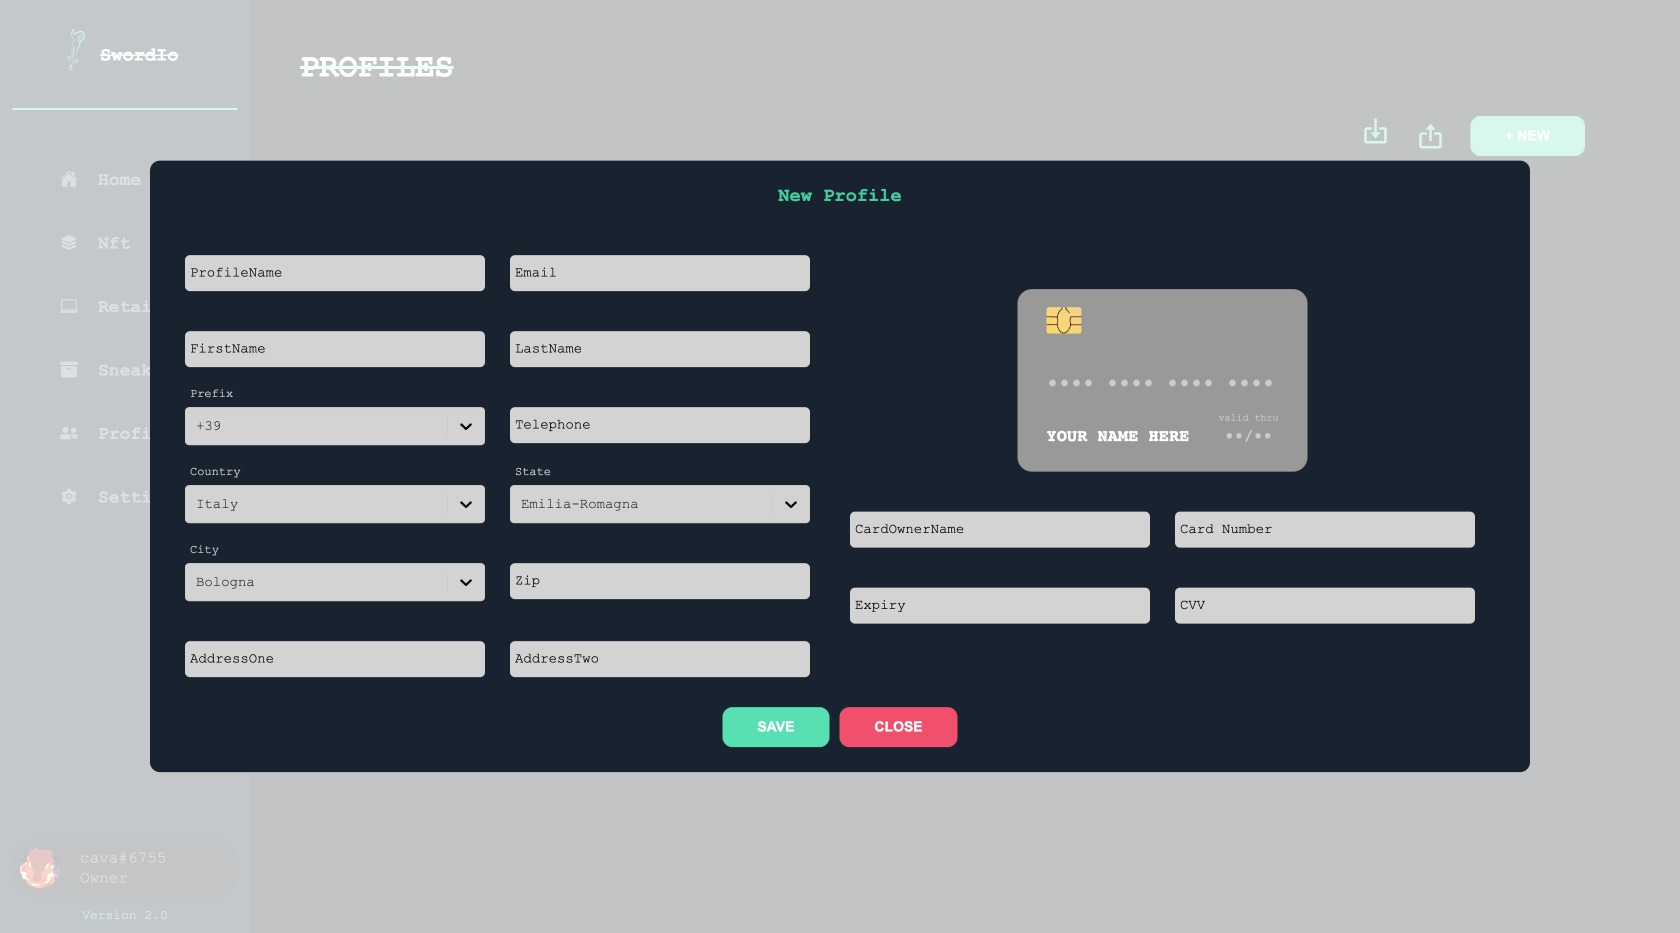 SwordIo
PROFILES
+ NEW
Home
Nft
Retai
Sneak
Profi
Setti
New Profile
ProfileName
Email
FirstName
LastName
Prefix
+39
Telephone
Country
Italy
State
Emilia-Romagna
City
Bologna
Zip
AddressOne
AddressTwo
•••• •••• •••• ••••
valid thru
YOUR NAME HERE
••/••
CardOwnerName
Card Number
Expiry
CVV
SAVE
CLOSE
cava#6755
Owner
Version 2.0